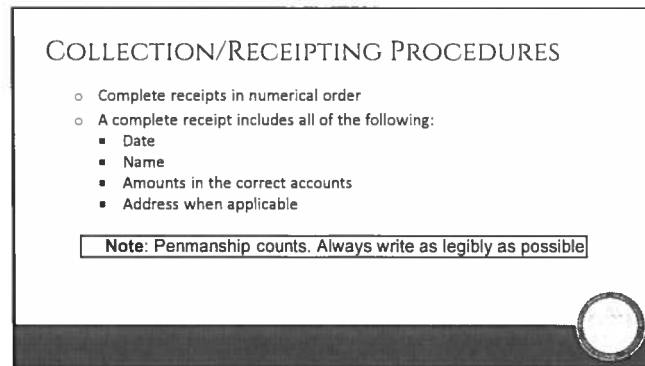 COLLECTION/RECEIPTING PROCEDURES
○ Complete receipts in numerical order
○ A complete receipt includes all of the following:
▪ Date
▪ Name
▪ Amounts in the correct accounts
▪ Address when applicable
Note: Penmanship counts. Always write as legibly as possible